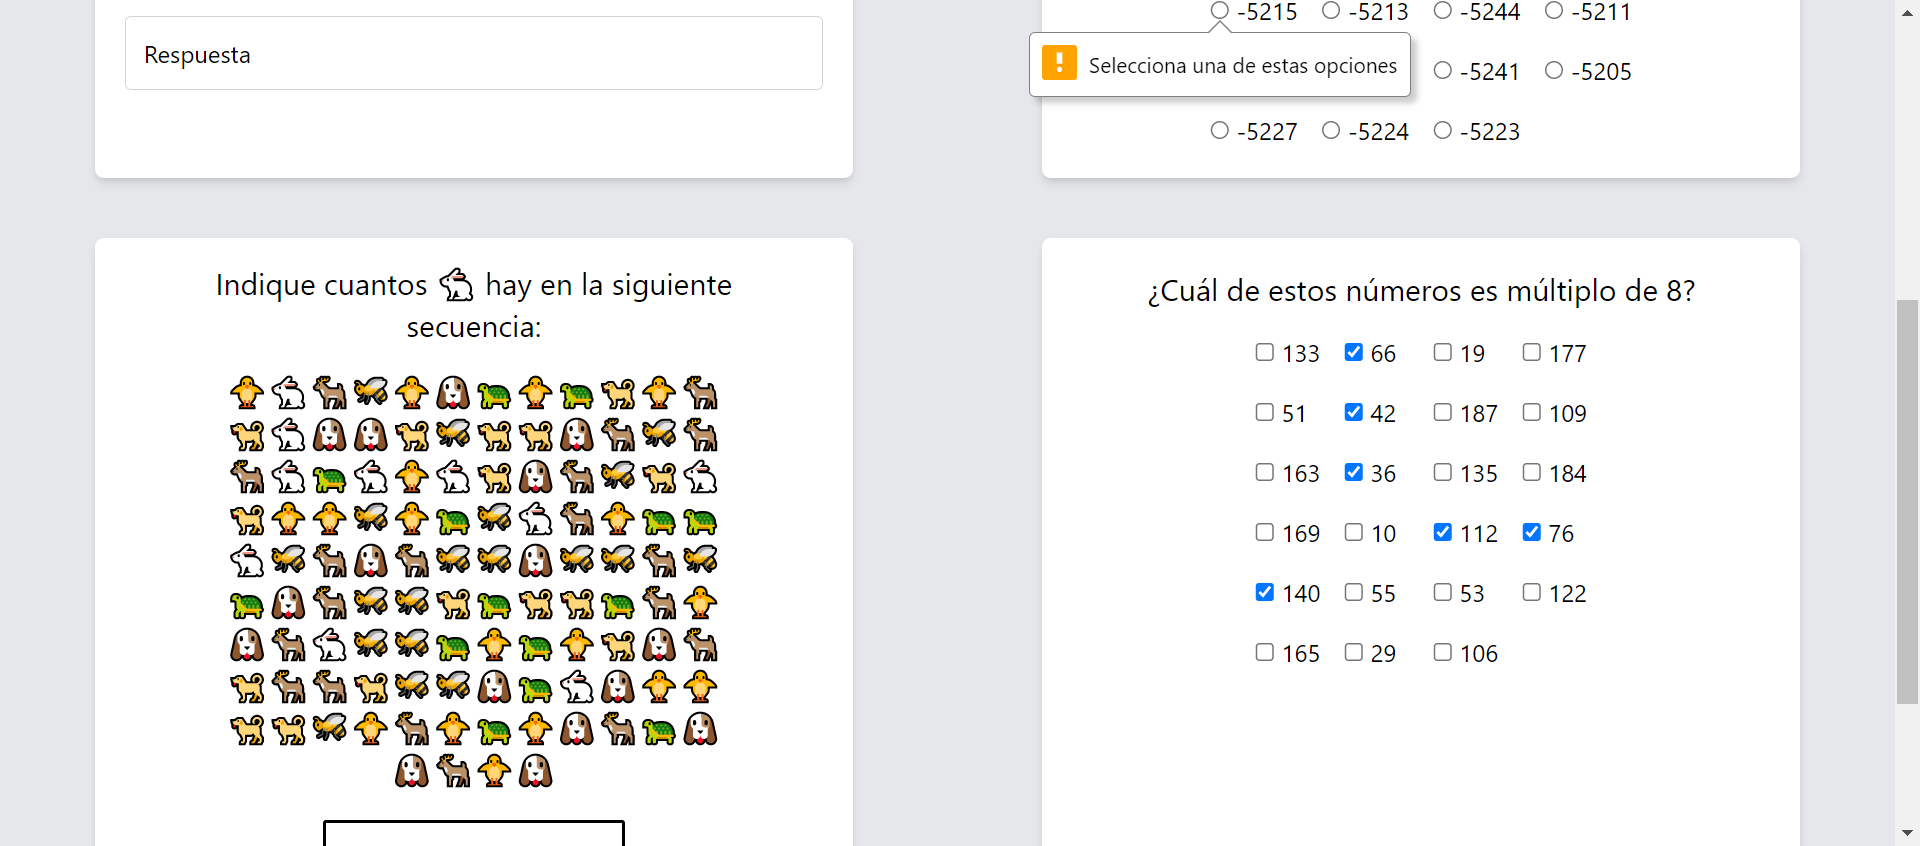 Respuesta
-5215 -5213 -5244 -5211
Selecciona una de estas opciones
-5241 -5205
-5227 -5224 -5223
Indique cuantos hay en la siguiente
secuencia:
¿Cuál de estos números es múltiplo de 8?
133 66 19 177
51 42 187 109
163 36 135 184
169 10 112 76
140 55 53 122
165 29 106